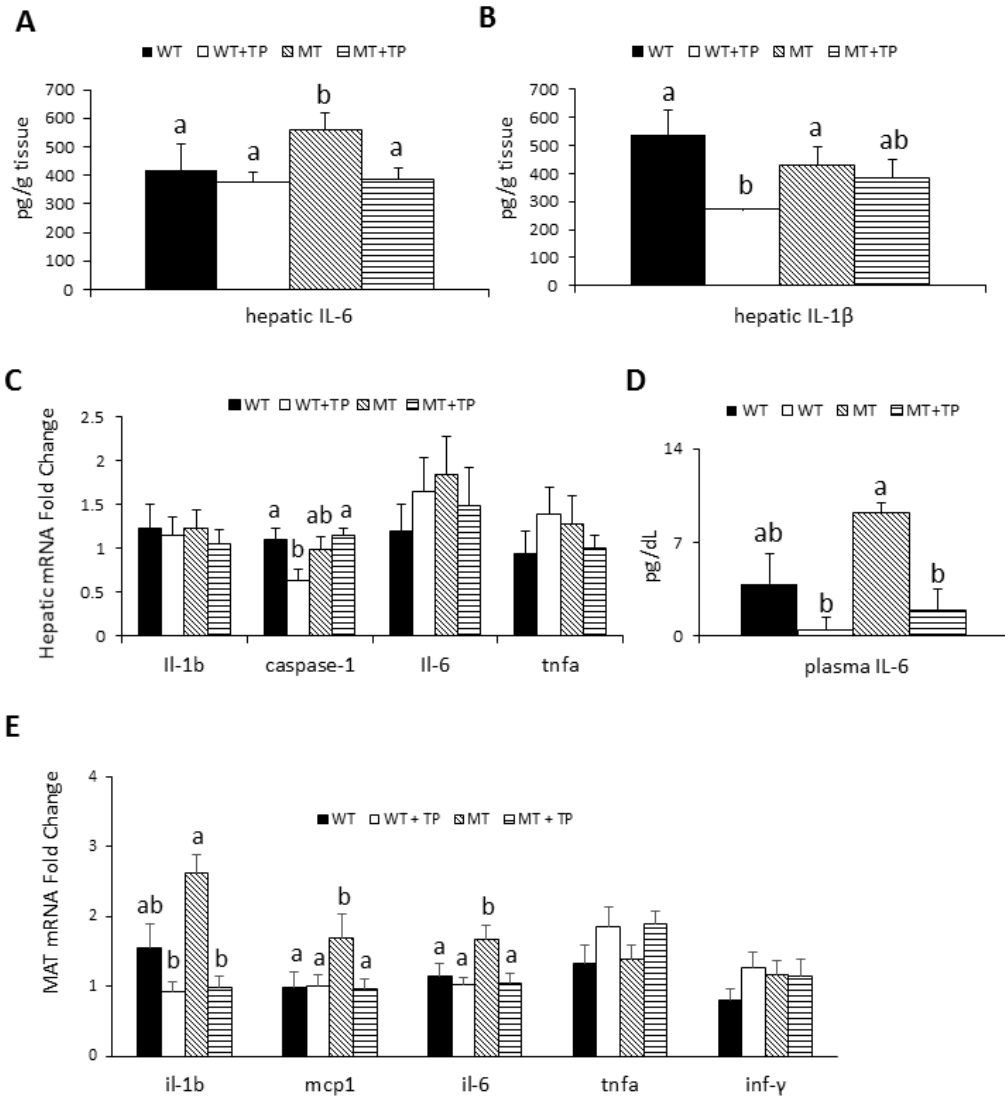 A
WT WT+TP MT MT+TP
700
600
500
400
300
200
100
0
pg/g tissue
a
a
b
a
hepatic IL-6
B
WT WT+TP MT MT+TP
700
600
500
400
300
200
100
0
pg/g tissue
a
b
a
ab
hepatic IL-1β
C
WT WT+TP MT MT+TP
2.5
2
1.5
1
0.5
0
Hepatic mRNA Fold Change
a
b
ab
a
Il-1b caspase-1 Il-6 tnfa
D
WT WT MT MT+TP
14
7
0
pg/dL
ab
b
a
b
plasma IL-6
E
4
3
2
1
0
MAT mRNA Fold Change
WT WT + TP MT MT + TP
ab
b
a
b
a
a
b
a
a
a
b
a
il-1b mcp1 il-6 tnfa inf-γ